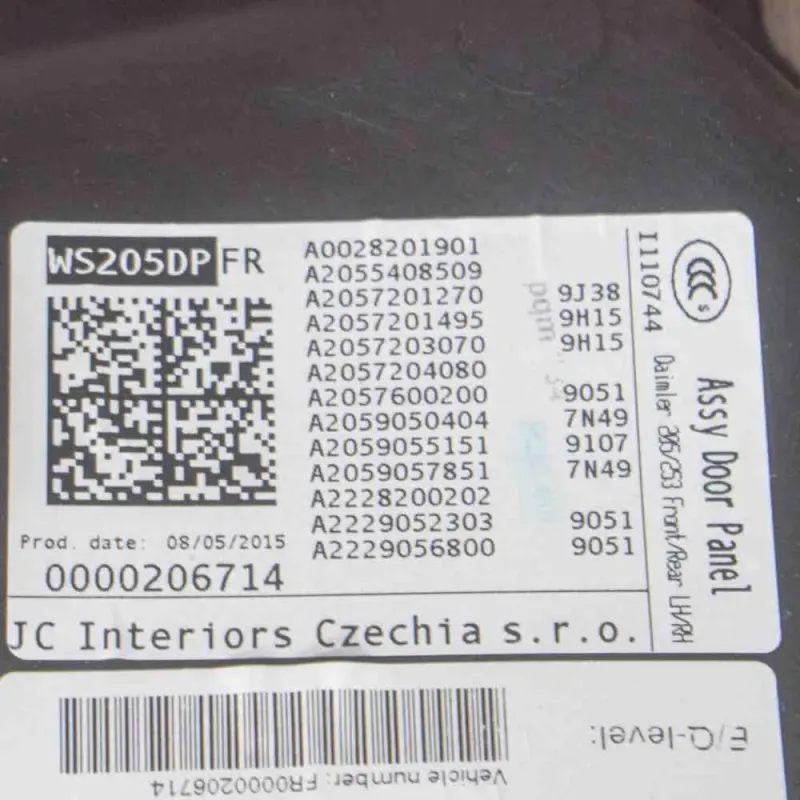 WS205DP FR
A0028201901
A2055408509
A2057201270 9J38
A2057201495 9H15
A2057203070 9H15
A2057204080
A2057600200 9051
A2059050404 7N49
A2059055151 9107
A2059057851 7N49
A2228200202
A2229052303 9051
A2229056800 9051
Prod. date: 08/05/2015
0000206714
JC Interiors Czechia s.r.o.
I110744
CCC S
Assy Door Panel
Daimler 205/253 Front/Rear LH/RH
E/Q-level:
Vehicle number: FR0000206714